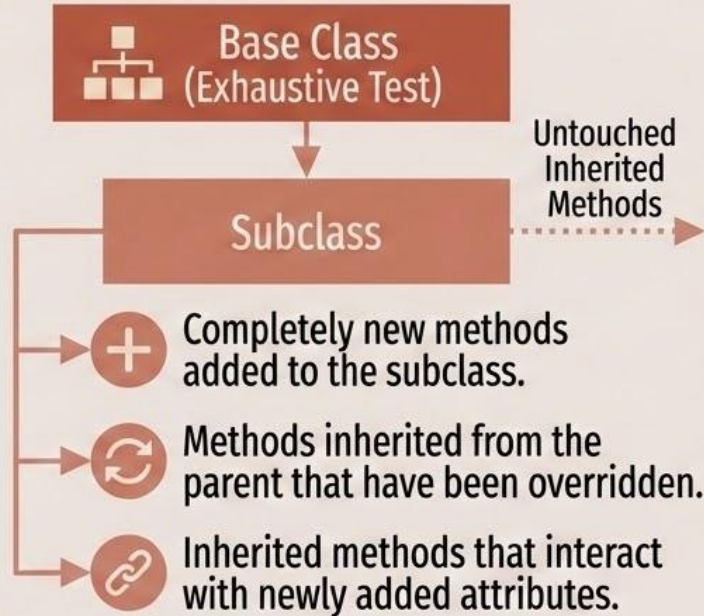 Base Class
(Exhaustive Test)
Untouched
Inherited
Methods
Subclass
Completely new methods
added to the subclass.
Methods inherited from the
parent that have been overridden.
Inherited methods that interact
with newly added attributes.